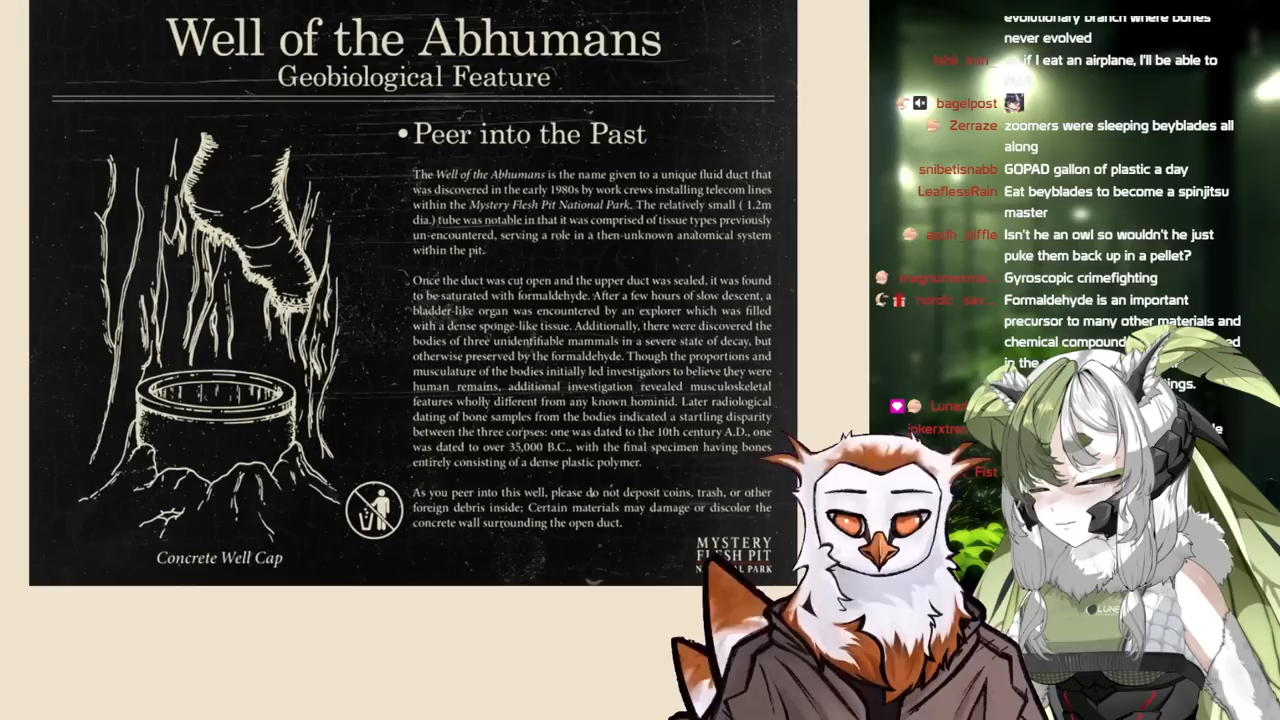 Well of the Abhumans
Geobiological Feature
•Peer into the Past
The Well of the Abhumans is the name given to a unique fluid duct that
was discovered in the early 1980s by work crews installing telecom lines
within the Mystery Flesh Pit National Park. The relatively small ( 1.2m
dia.) tube was notable in that it was comprised of tissue types previously
un-encountered, serving a role in a then-unknown anatomical system
within the pit.
Once the duct was cut open and the upper duct was sealed, it was found
to be saturated with formaldehyde. After a few hours of slow descent, a
bladder-like organ was encountered by an explorer which was filled
with a dense sponge-like tissue. Additionally, there were discovered the
bodies of three unidentifiable mammals in a severe state of decay, but
otherwise preserved by the formaldehyde. Though the proportions and
musculature of the bodies initially led investigators to believe they were
human remains, additional investigation revealed musculoskeletal
features wholly different from any known hominid. Later radiological
dating of bone samples from the bodies indicated a startling disparity
between the three corpses: one was dated to the 10th century A.D., one
was dated to over 35,000 B.C., with the final specimen having bones
entirely consisting of a dense plastic polymer.
As you peer into this well, please do not deposit coins, trash, or other
foreign debris inside; Certain materials may damage or discolor the
concrete wall surrounding the open duct.
Concrete Well Cap
MYSTERY
FLESH PIT
PARK
evolutionary branch where bones
never evolved
if I eat an airplane, I'll be able to
bagelpost
Zerraze zoomers were sleeping beyblades all
along
snibetisnabb GOPAD gallon of plastic a day
LeaflessRain Eat beyblades to become a spinjitsu
master
Isn't he an owl so wouldn't he just
puke them back up in a pellet?
Gyroscopic crimefighting
nordic_sav... Formaldehyde is an important
precursor to many other materials and
chemical
in the
Fist
LUNE